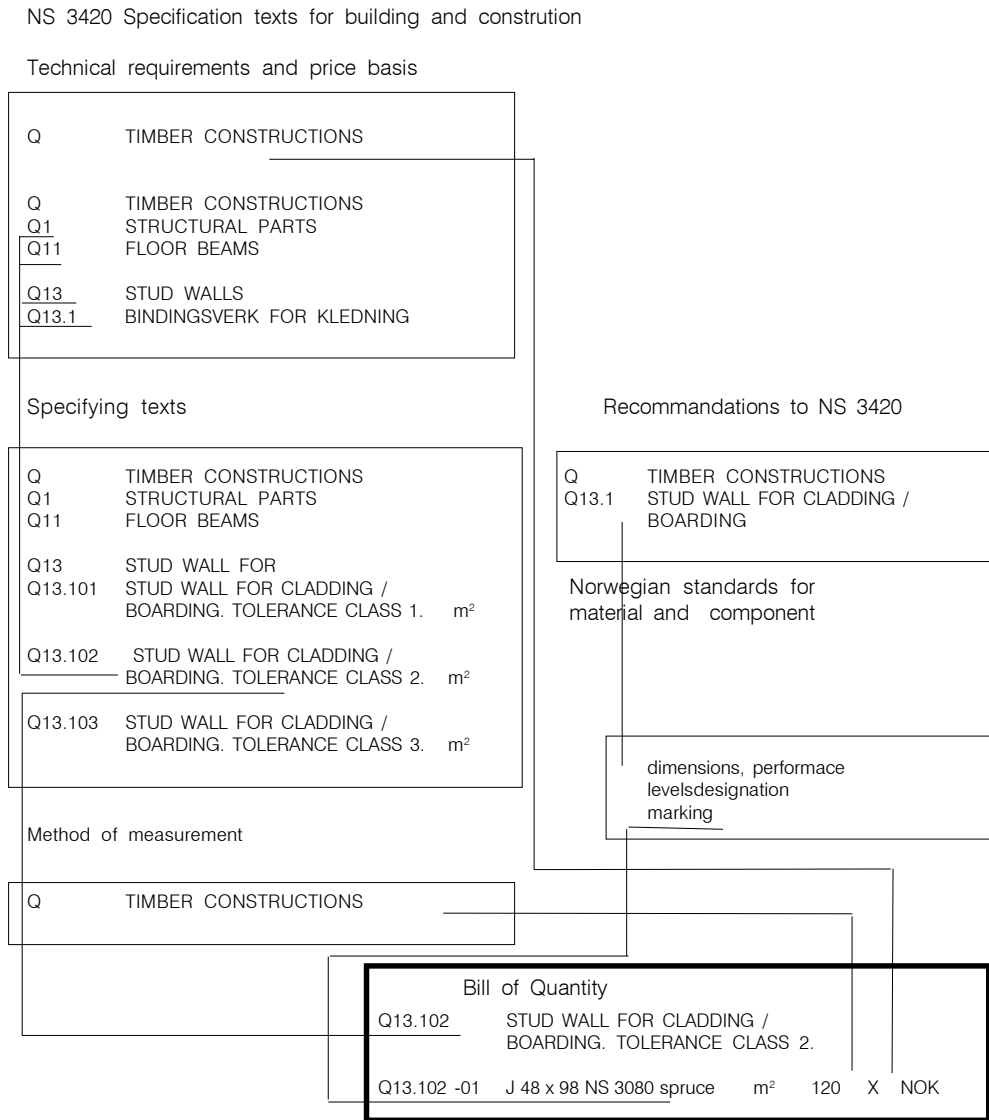 NS 3420 Specification texts for building and constrution
Technical requirements and price basis
Q TIMBER CONSTRUCTIONS
Q TIMBER CONSTRUCTIONS
Q1 STRUCTURAL PARTS
Q11 FLOOR BEAMS
Q13 STUD WALLS
Q13.1 BINDINGSVERK FOR KLEDNING
Specifying texts
Q TIMBER CONSTRUCTIONS
Q1 STRUCTURAL PARTS
Q11 FLOOR BEAMS
Q13 STUD WALL FOR
Q13.101 STUD WALL FOR CLADDING /
BOARDING. TOLERANCE CLASS 1. m²
Q13.102 STUD WALL FOR CLADDING /
BOARDING. TOLERANCE CLASS 2. m²
Q13.103 STUD WALL FOR CLADDING /
BOARDING. TOLERANCE CLASS 3. m²
Recommandations to NS 3420
Q TIMBER CONSTRUCTIONS
Q13.1 STUD WALL FOR CLADDING /
BOARDING
Norwegian standards for
material and component
dimensions, performace
levelsdesignation
marking
Method of measurement
Q TIMBER CONSTRUCTIONS
Bill of Quantity
Q13.102 STUD WALL FOR CLADDING /
BOARDING. TOLERANCE CLASS 2.
Q13.102 -01 J 48 x 98 NS 3080 spruce m² 120 X NOK